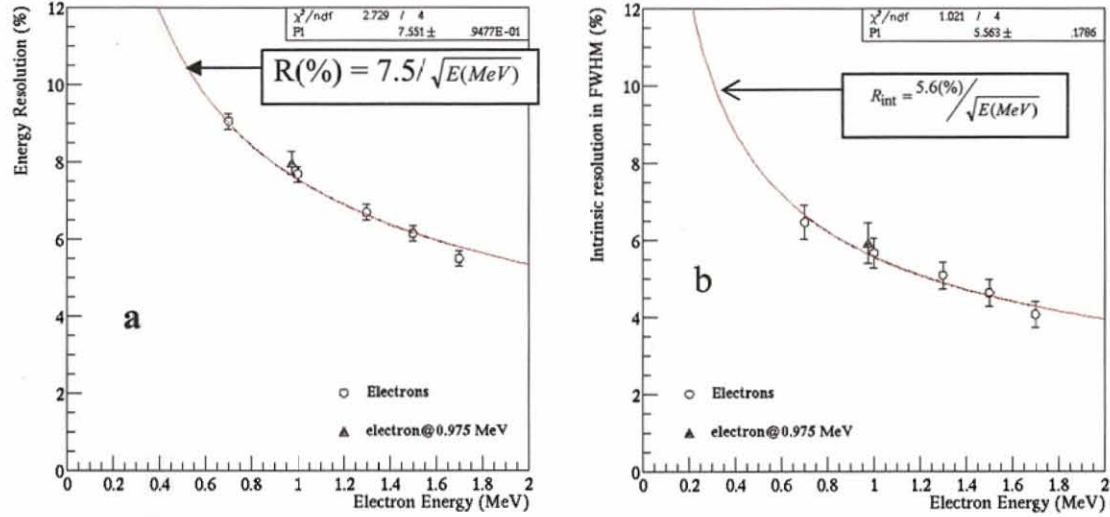 χ²/ndf 2.729 / 4
P1 7.551 ± .9477E-01
R(%) = 7.5/√E(MeV)
Energy Resolution (%)
12
10
8
6
4
2
0
a
Electrons
electron@0.975 MeV
0 0.2 0.4 0.6 0.8 1 1.2 1.4 1.6 1.8 2
Electron Energy (MeV)
χ²/ndf 1.021 / 4
P1 5.563 ± .1786
R_int = 5.6(%)/√E(MeV)
Intrinsic resolution in FWHM (%)
12
10
8
6
4
2
0
b
Electrons
electron@0.975 MeV
0 0.2 0.4 0.6 0.8 1 1.2 1.4 1.6 1.8 2
Electron Energy (MeV)